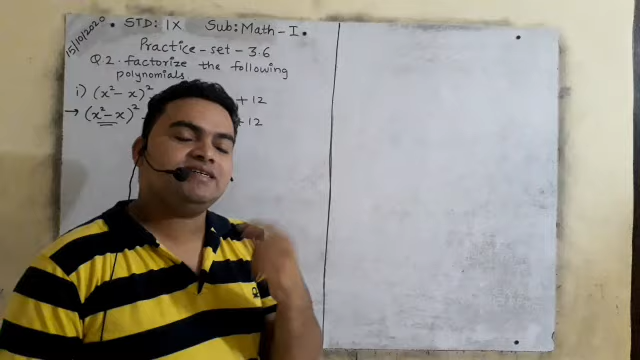 15/10/2020
• STD: IX Sub: Math - I •
Practice - set - 3.6
Q.2. factorize the following
polynomials.
i) (x² - x)² + 12
→ (x² - x)² + 12